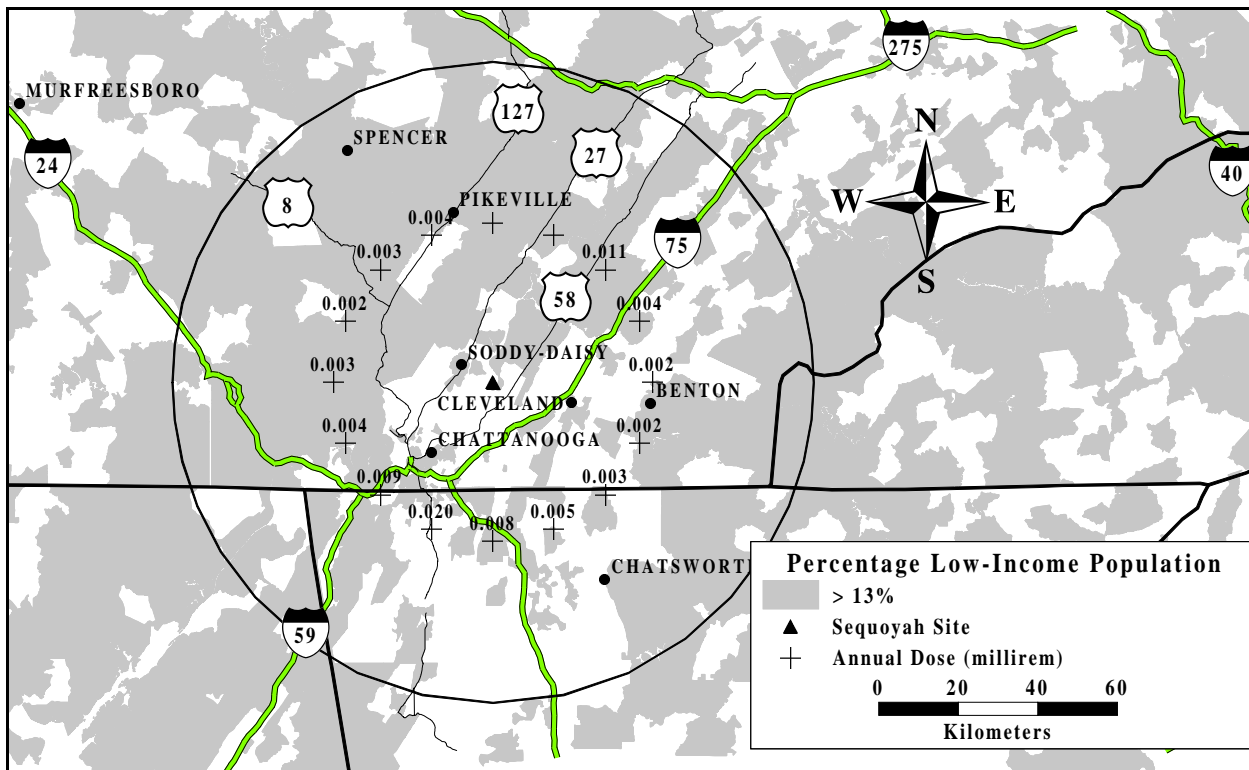 275
MURFREESBORO
127
N
SPENCER
27
24
40
W
E
8
PIKEVILLE
0.004
75
0.003
0.011
S
58
0.002
0.004
SODDY-DAISY
0.003
0.002
BENTON
CLEVELAND
0.004
CHATTANOOGA
0.002
0.009
0.003
0.020
0.008
0.005
CHATSWORT
59
Percentage Low-Income Population
> 13%
Sequoyah Site
Annual Dose (millirem)
0 20 40 60
Kilometers